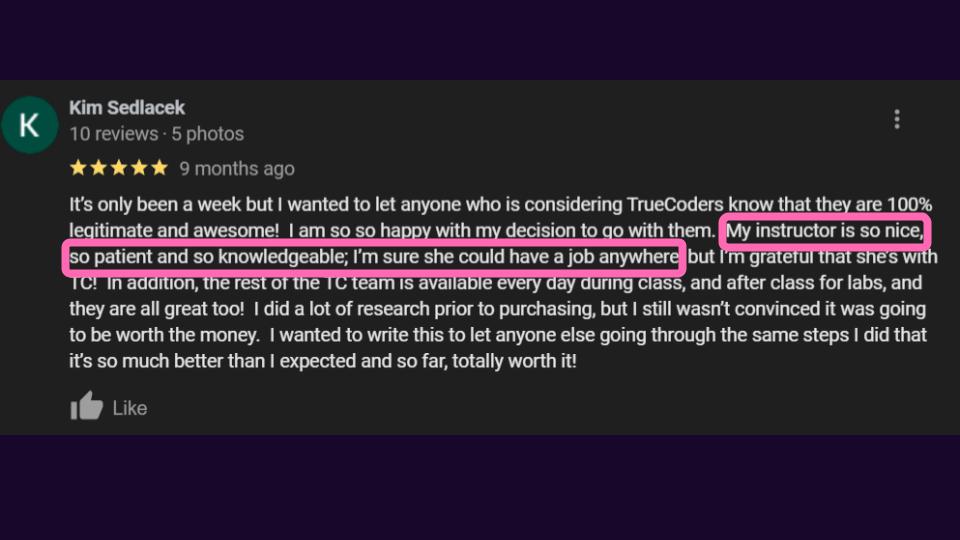 K
Kim Sedlacek
10 reviews · 5 photos
9 months ago
It's only been a week but I wanted to let anyone who is considering TrueCoders know that they are 100%
legitimate and awesome!  I am so so happy with my decision to go with them.  My instructor is so nice,
so patient and so knowledgeable; I'm sure she could have a job anywhere but I'm grateful that she's with
TC!  In addition, the rest of the TC team is available every day during class, and after class for labs, and
they are all great too!  I did a lot of research prior to purchasing, but I still wasn't convinced it was going
to be worth the money.  I wanted to write this to let anyone else going through the same steps I did that
it's so much better than I expected and so far, totally worth it!
Like